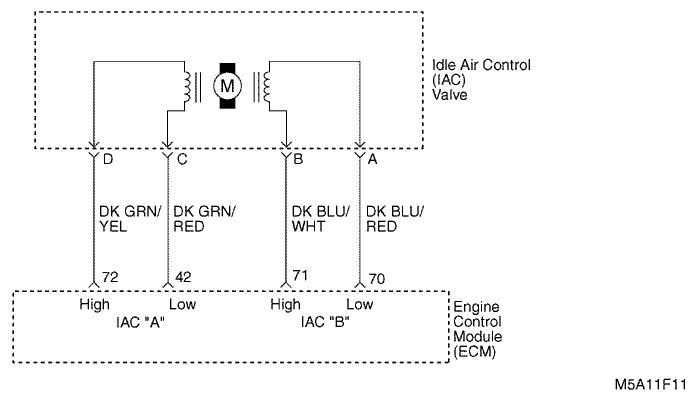 Idle Air Control
(IAC)
Valve
M
D C B A
DK GRN/
YEL
DK GRN/
RED
DK BLU/
WHT
DK BLU/
RED
72 42 71 70
High Low High Low
IAC "A" IAC "B"
Engine
Control
Module
(ECM)
M5A11F11